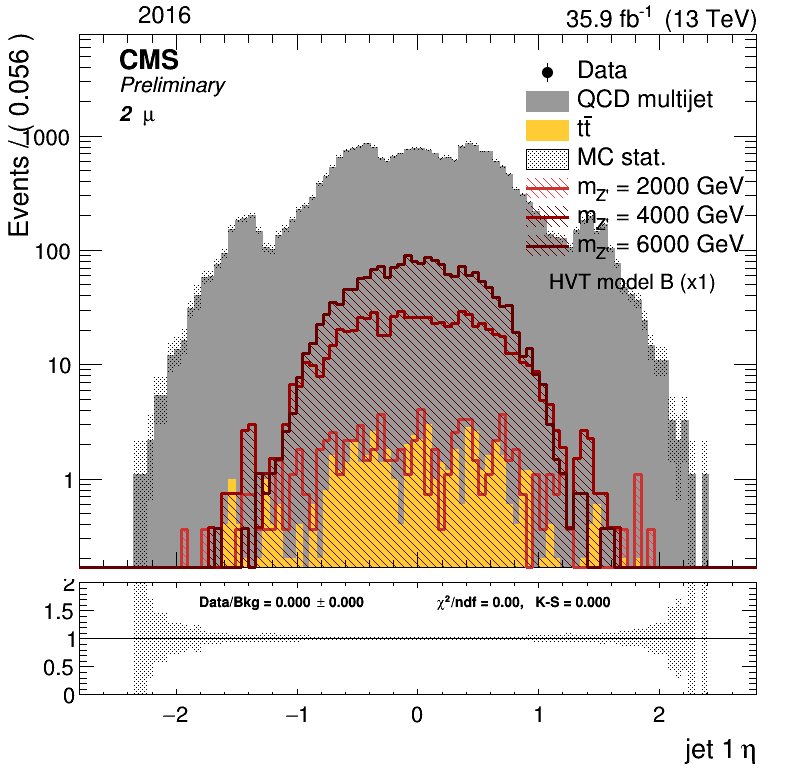 2016
35.9 fb⁻¹ (13 TeV)
CMS
Preliminary
2 μ
Events / ( 0.056 )
Data
QCD multijet
tt̄
MC stat.
m_Z' = 2000 GeV
m_Z' = 4000 GeV
m_Z' = 6000 GeV
HVT model B (x1)
1000
100
10
1
Data/Bkg = 0.000 ± 0.000
χ²/ndf = 0.00, K-S = 0.000
2
1.5
1
0.5
0
−2
−1
0
1
2
jet 1 η